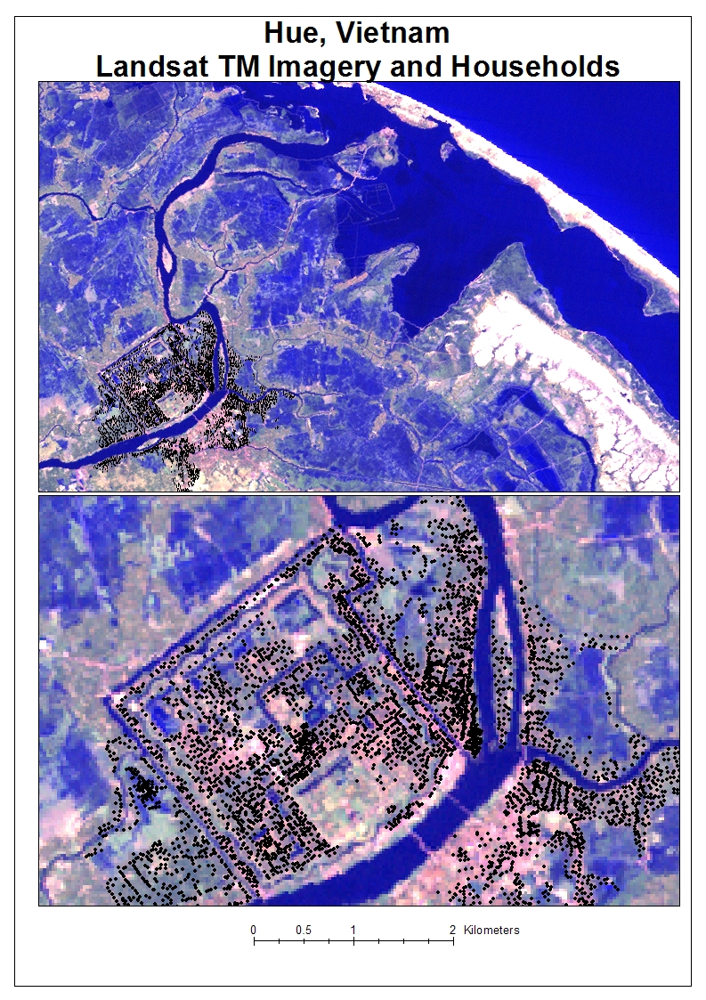 Hue, Vietnam
Landsat TM Imagery and Households
0 0.5 1 2 Kilometers